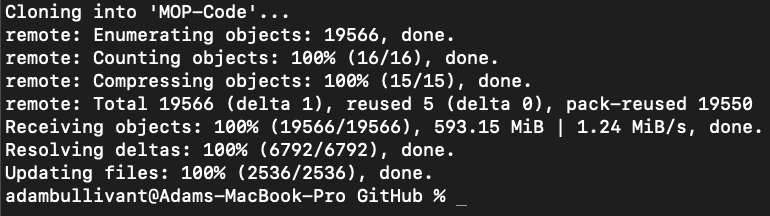 Cloning into 'MOP-Code'...
remote: Enumerating objects: 19566, done.
remote: Counting objects: 100% (16/16), done.
remote: Compressing objects: 100% (15/15), done.
remote: Total 19566 (delta 1), reused 5 (delta 0), pack-reused 19550
Receiving objects: 100% (19566/19566), 593.15 MiB | 1.24 MiB/s, done.
Resolving deltas: 100% (6792/6792), done.
Updating files: 100% (2536/2536), done.
adambullivant@Adams-MacBook-Pro GitHub % _